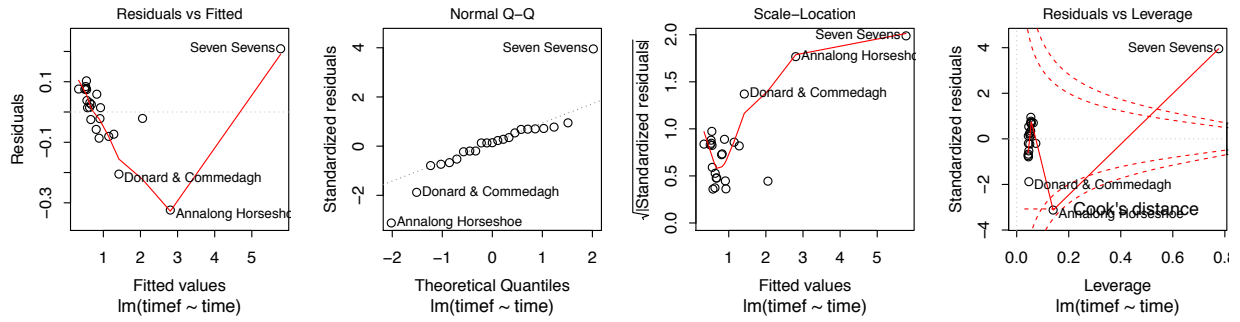 Residuals vs Fitted
Residuals
0.1
−0.1
−0.3
Seven Sevens
Donard & Commedagh
Annalong Horseshoe
1 2 3 4 5
Fitted values
lm(timef ~ time)
Normal Q−Q
Standardized residuals
4
2
0
−2
Seven Sevens
Donard & Commedagh
Annalong Horseshoe
−2 −1 0 1 2
Theoretical Quantiles
lm(timef ~ time)
Scale−Location
√|Standardized residuals|
2.0
1.5
1.0
0.5
0.0
Seven Sevens
Annalong Horseshoe
Donard & Commedagh
1 2 3 4 5
Fitted values
lm(timef ~ time)
Residuals vs Leverage
Standardized residuals
4
2
0
−2
−4
Seven Sevens
Donard & Commedagh
Annalong Horseshoe
Cook's distance
0.0 0.2 0.4 0.6 0.8
Leverage
lm(timef ~ time)